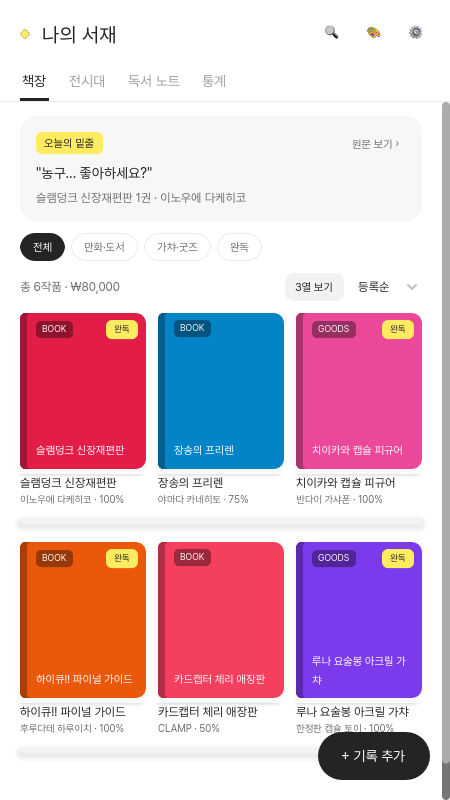 나의 서재
책장 전시대 독서 노트 통계
오늘의 밑줄 원문 보기 ›
"농구... 좋아하세요?"
슬램덩크 신장재편판 1권 · 이노우에 다케히코
전체 만화·도서 가챠·굿즈 완독
총 6작품 · ₩80,000 3열 보기 등록순
BOOK 완독 BOOK GOODS 완독
슬램덩크 신장재편판 장송의 프리렌 치이카와 캡슐 피규어
슬램덩크 신장재편판 장송의 프리렌 치이카와 캡슐 피규어
이노우에 다케히코 · 100% 야마다 카네히토 · 75% 반다이 가샤폰 · 100%
BOOK 완독 BOOK GOODS 완독
하이큐!! 파이널 가이드 카드캡터 체리 애장판 루나 요술봉 아크릴 가
챠
하이큐!! 파이널 가이드 카드캡터 체리 애장판 루나 요술봉 아크릴 가챠
후루다테 하루이치 · 100% CLAMP · 50% 한정판 캡슐 토이 · 100%
+ 기록 추가